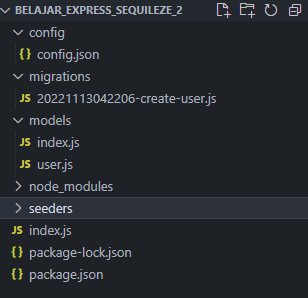 BELAJAR_EXPRESS_SEQUILEZE_2
config
config.json
migrations
JS 20221113042206-create-user.js
models
JS index.js
JS user.js
node_modules
seeders
JS index.js
package-lock.json
package.json